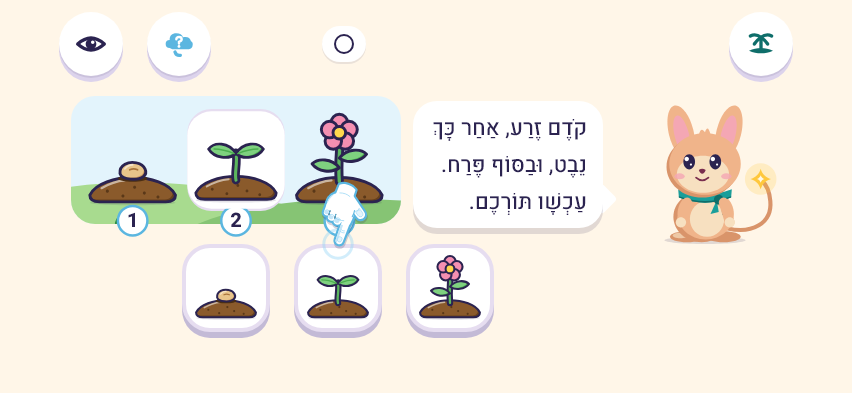 ?
קֹדֶם זֶרַע, אַחַר כָּךְ
נֵבֶט, וּבַסּוֹף פֶּרַח.
עַכְשָׁו תּוֹרְכֶם.
1
2